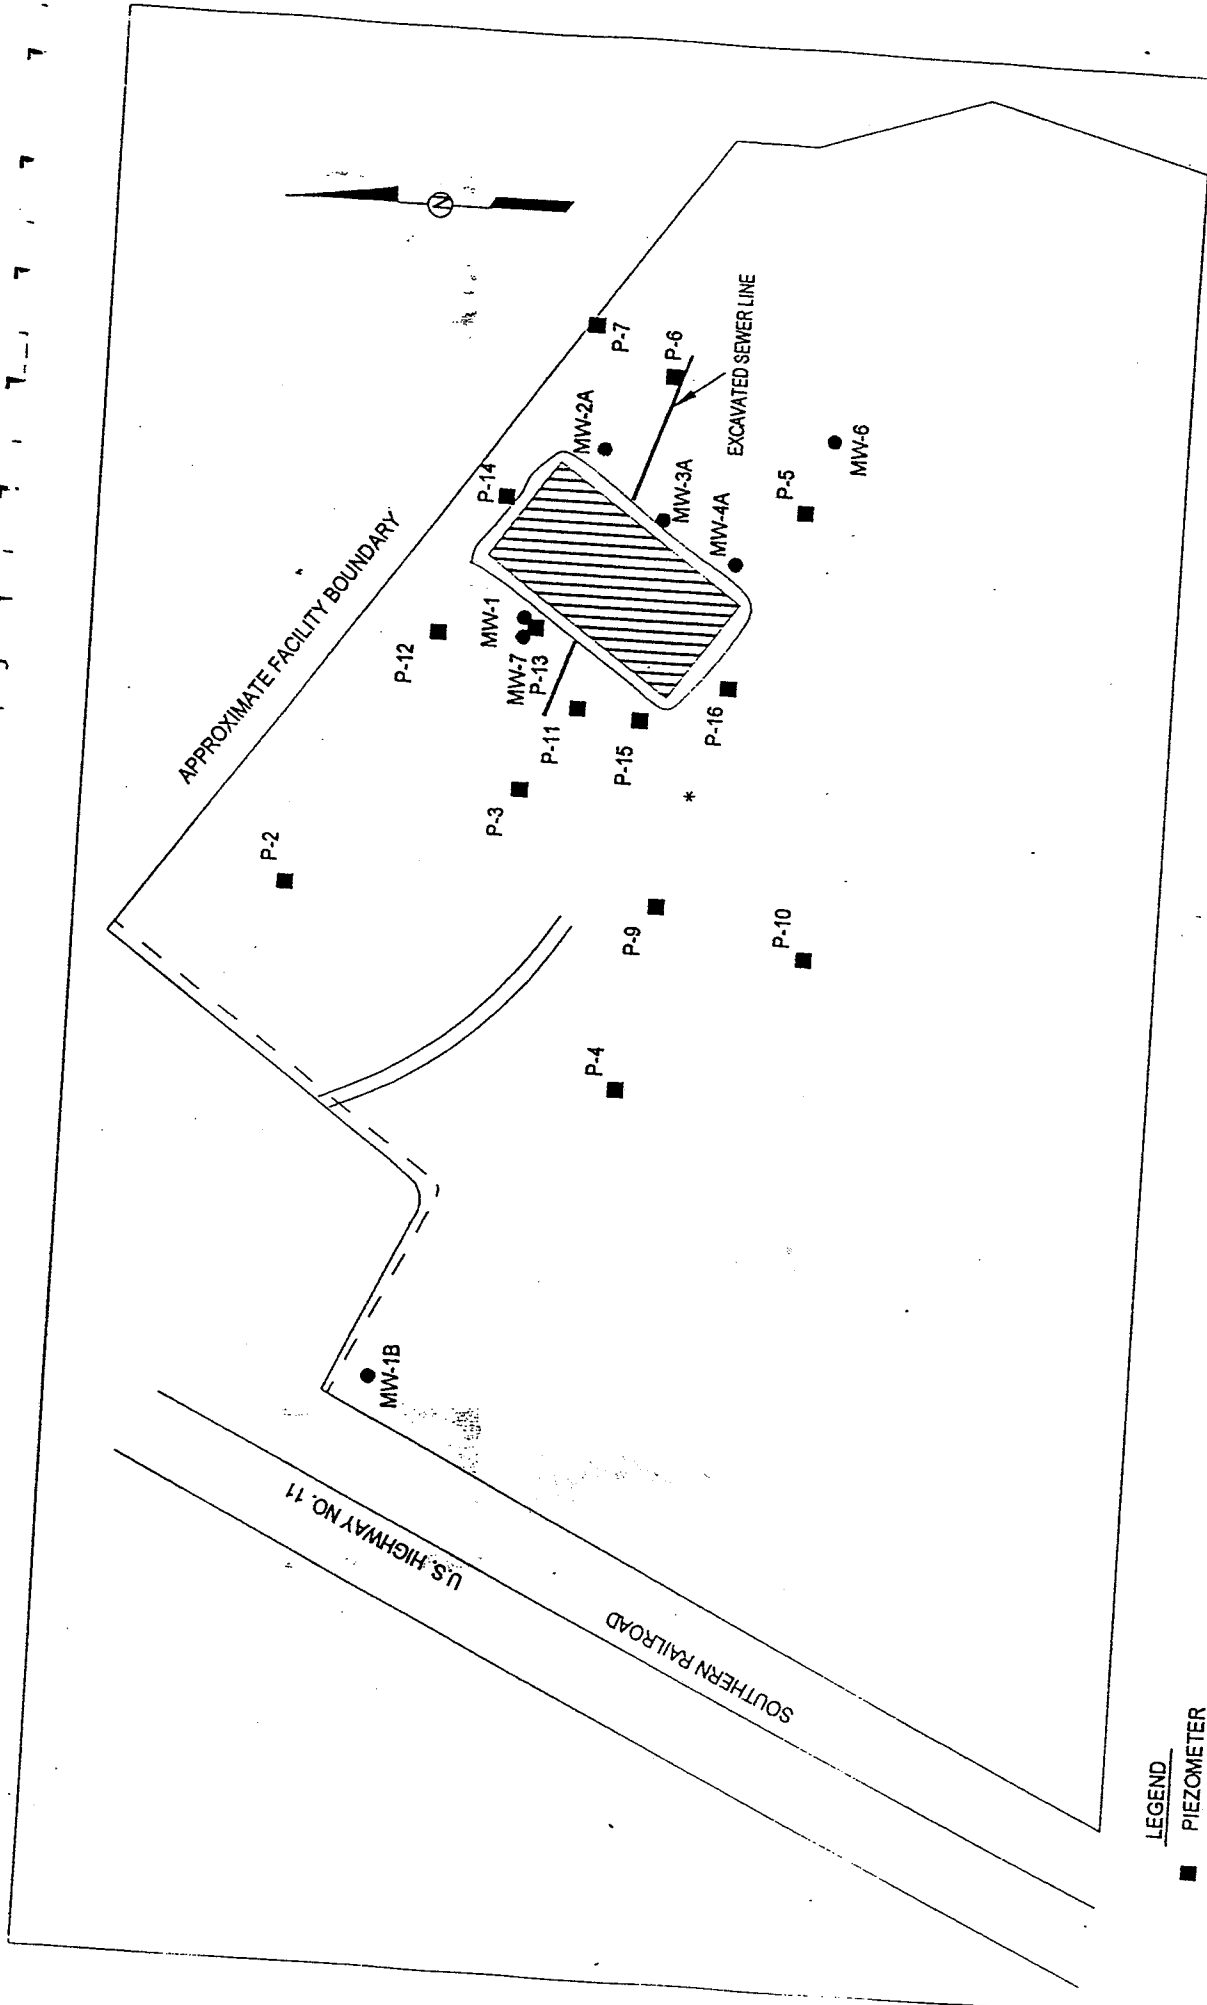 N
APPROXIMATE FACILITY BOUNDARY
P-2
P-12
P-14
P-7
MW-2A
P-6
EXCAVATED SEWER LINE
MW-1
MW-7
P-13
P-11
P-3
P-15
MW-3A
MW-4A
P-5
MW-6
P-16
*
P-9
P-10
P-4
MW-1B
U.S. HIGHWAY NO. 11
SOUTHERN RAILROAD
LEGEND
PIEZOMETER